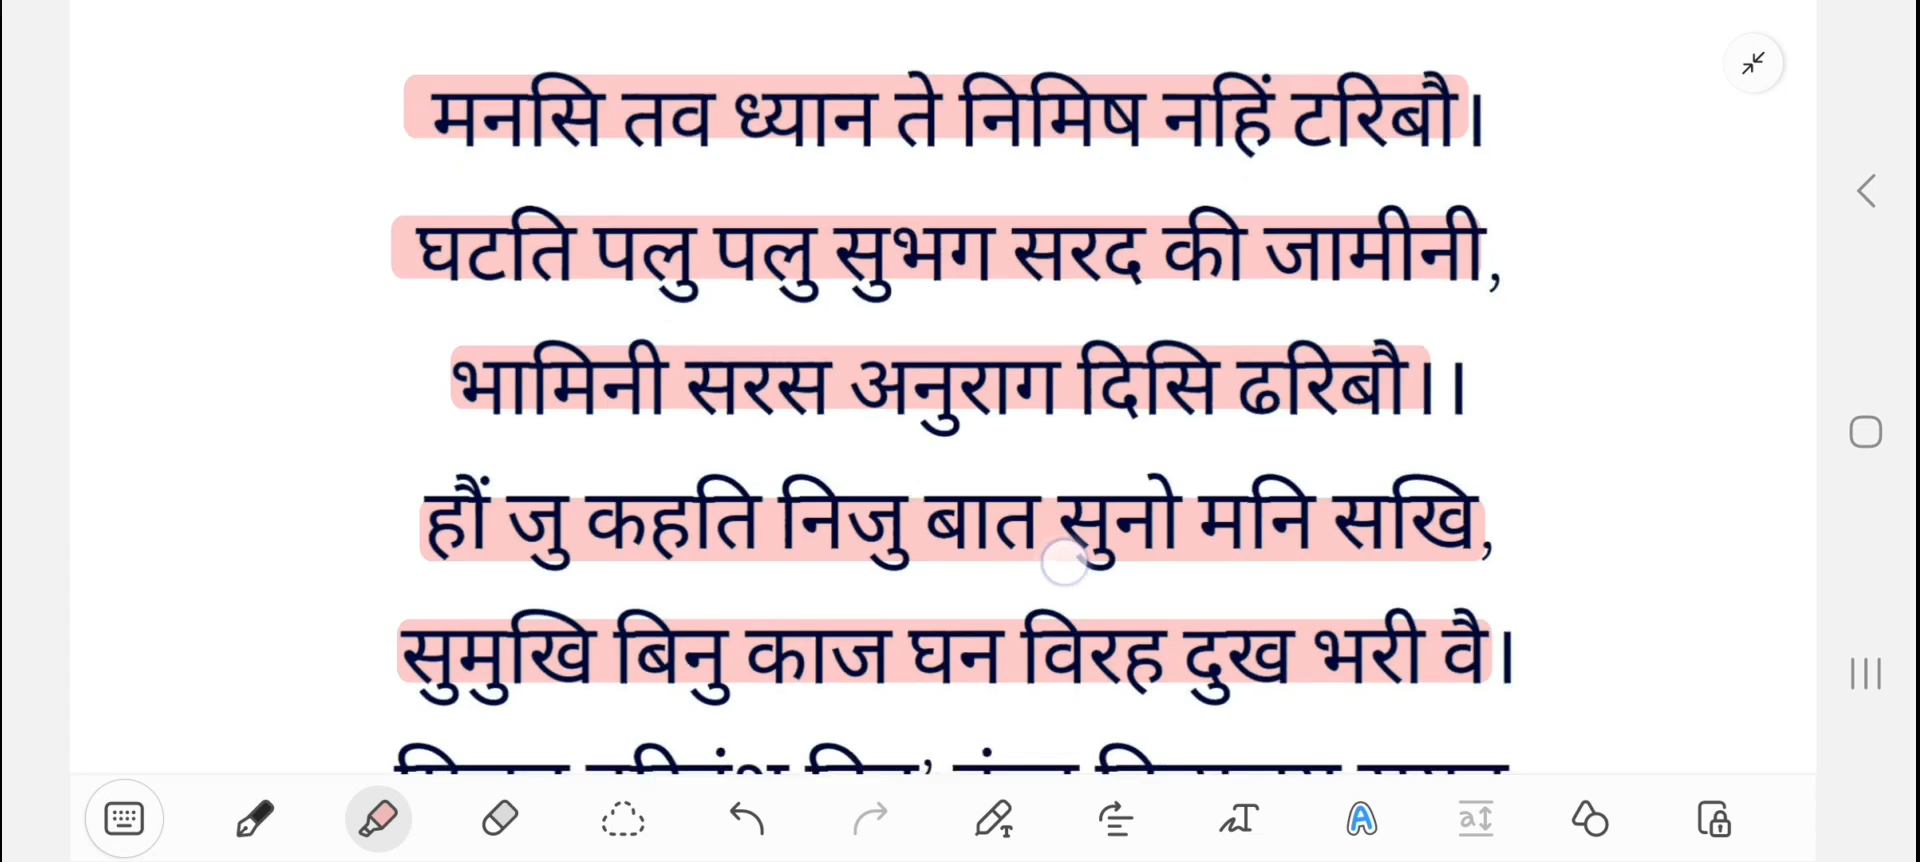 मनसि तव ध्यान ते निमिष नहिं टरिबौ।
घटति पलु पलु सुभग सरद की जामीनी,
भामिनी सरस अनुराग दिसि ढरिबौ।।
हौं जु कहति निजु बात सुनो मनि सखि,
सुमुखि बिनु काज घन विरह दुख भरी वै।